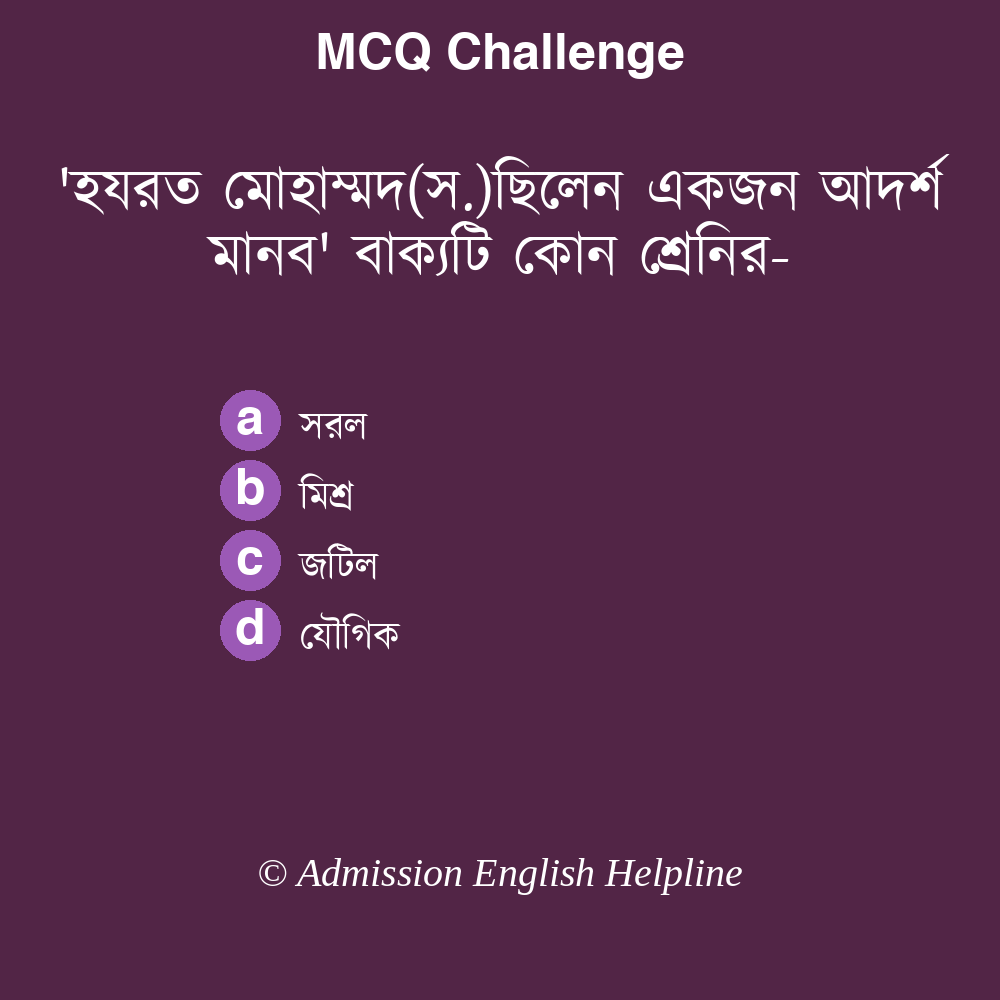 MCQ Challenge
'হযরত মোহাম্মদ(স.)ছিলেন একজন আদর্শ
মানব' বাক্যটি কোন শ্রেনির-
a সরল
b মিশ্র
c জটিল
d যৌগিক
© Admission English Helpline